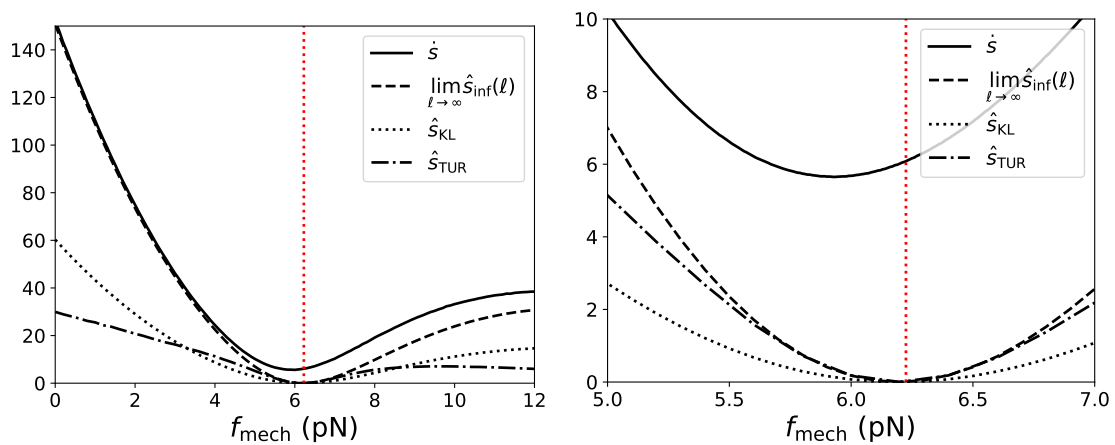 140
120
100
80
60
40
20
0
0 2 4 6 8 10 12
f_mech (pN)
ṡ
lim ŝ_inf(ℓ)
ℓ→∞
ŝ_KL
ŝ_TUR
10
8
6
4
2
0
5.0 5.5 6.0 6.5 7.0
f_mech (pN)
ṡ
lim ŝ_inf(ℓ)
ℓ→∞
ŝ_KL
ŝ_TUR